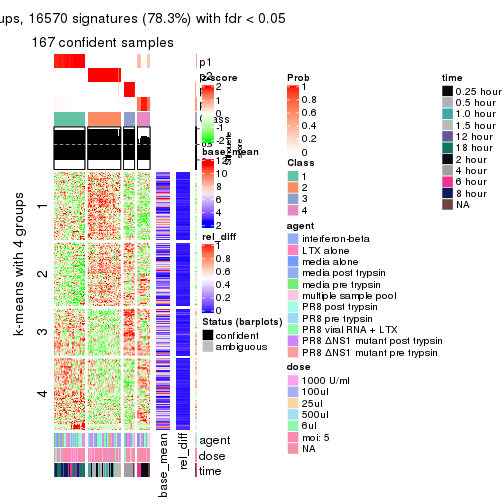 ups, 16570 signatures (78.3%) with fdr < 0.05
167 confident samples
p1
p2
Class
Silhouette
score
k-means with 4 groups
1
2
3
4
agent
dose
time
base_mean
rel_diff
z-score
2
1
0
-1
-2
base_mean
12
10
8
6
4
2
rel_diff
1
0.8
0.6
0.4
0.2
0
Status (barplots)
confident
ambiguous
Prob
1
0.8
0.6
0.4
0.2
0
Class
1
2
3
4
agent
interferon-beta
LTX alone
media alone
media post trypsin
media pre trypsin
multiple sample pool
PR8 post trypsin
PR8 pre trypsin
PR8 viral RNA + LTX
PR8 ΔNS1 mutant post trypsin
PR8 ΔNS1 mutant pre trypsin
dose
1000 U/ml
100ul
25ul
500ul
6ul
moi: 5
NA
time
0.25 hour
0.5 hour
1.0 hour
1.5 hour
12 hour
18 hour
2 hour
4 hour
6 hour
8 hour
NA